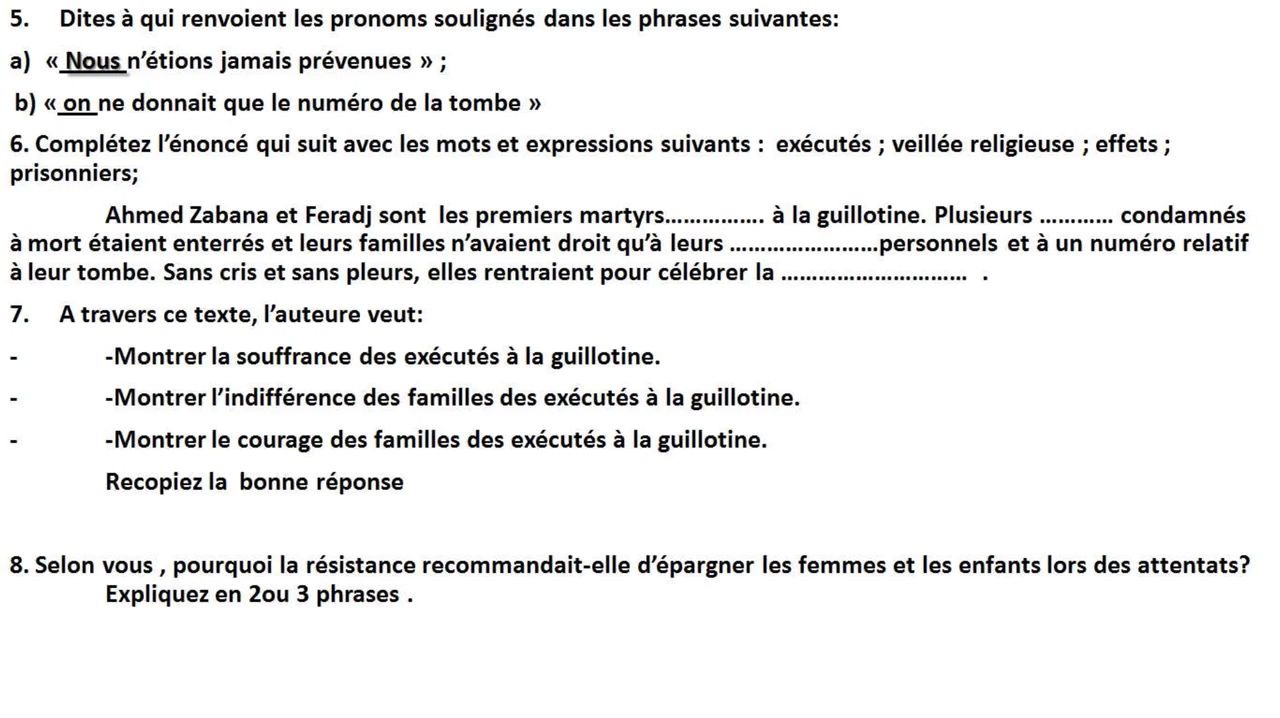 5. Dites à qui renvoient les pronoms soulignés dans les phrases suivantes:
a) « Nous n’étions jamais prévenues » ;
b) « on ne donnait que le numéro de la tombe »
6. Complétez l’énoncé qui suit avec les mots et expressions suivants : exécutés ; veillée religieuse ; effets ;
prisonniers;
Ahmed Zabana et Feradj sont les premiers martyrs……………. à la guillotine. Plusieurs ………… condamnés
à mort étaient enterrés et leurs familles n’avaient droit qu’à leurs ……………………personnels et à un numéro relatif
à leur tombe. Sans cris et sans pleurs, elles rentraient pour célébrer la ………………………… .
7. A travers ce texte, l’auteure veut:
- -Montrer la souffrance des exécutés à la guillotine.
- -Montrer l’indifférence des familles des exécutés à la guillotine.
- -Montrer le courage des familles des exécutés à la guillotine.
Recopiez la bonne réponse
8. Selon vous , pourquoi la résistance recommandait-elle d’épargner les femmes et les enfants lors des attentats?
Expliquez en 2ou 3 phrases .